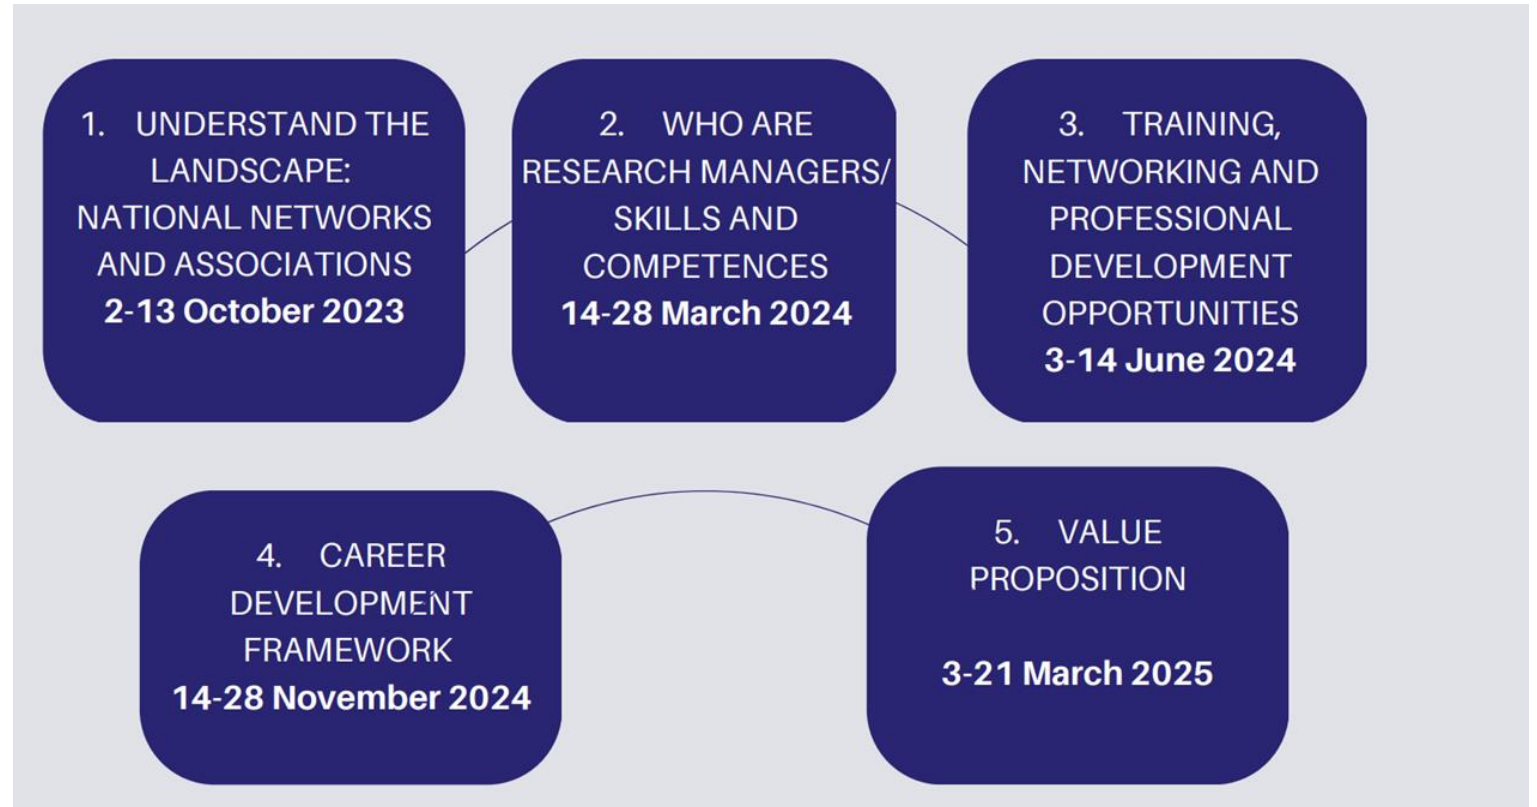 1. UNDERSTAND THE
LANDSCAPE:
NATIONAL NETWORKS
AND ASSOCIATIONS
2-13 October 2023
2. WHO ARE
RESEARCH MANAGERS/
SKILLS AND
COMPETENCES
14-28 March 2024
3. TRAINING,
NETWORKING AND
PROFESSIONAL
DEVELOPMENT
OPPORTUNITIES
3-14 June 2024
4. CAREER
DEVELOPMENT
FRAMEWORK
14-28 November 2024
5. VALUE
PROPOSITION
3-21 March 2025